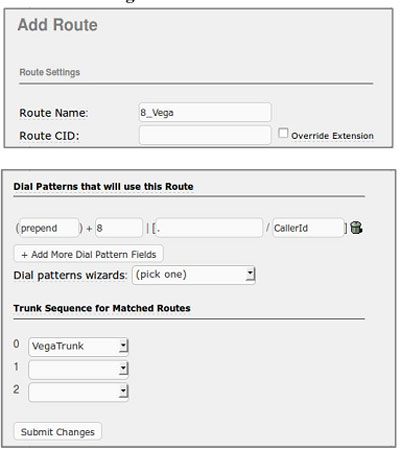 Add Route
Route Settings
Route Name: 8_Vega
Route CID: Override Extension
Dial Patterns that will use this Route
(prepend) + 8 | [. / CallerId ]
+ Add More Dial Pattern Fields
Dial patterns wizards: (pick one)
Trunk Sequence for Matched Routes
0 VegaTrunk
1
2
Submit Changes